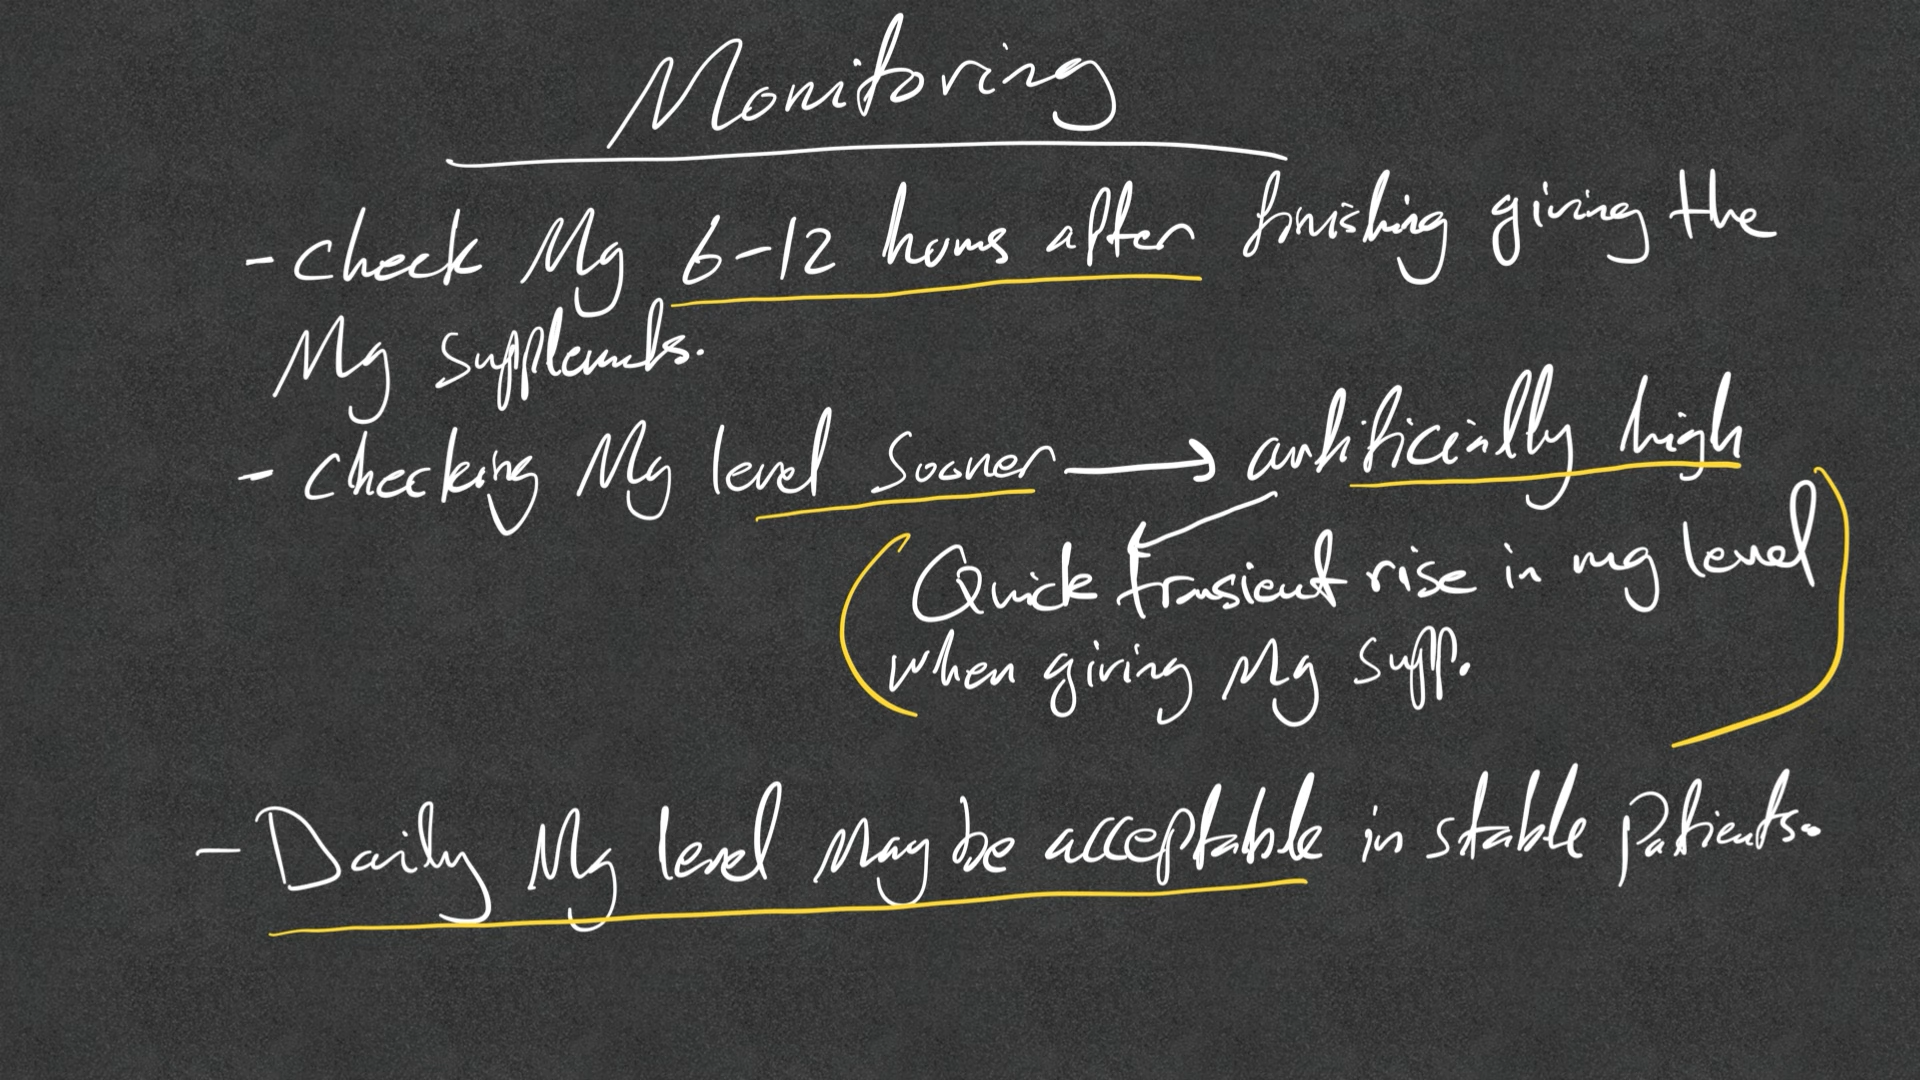 Monitoring
- check Mg 6-12 hours after finishing giving the
Mg supplements.
- checking Mg level sooner → artificially high
(Quick transient rise in mg level
when giving Mg supp.)
- Daily Mg level may be acceptable in stable patients.